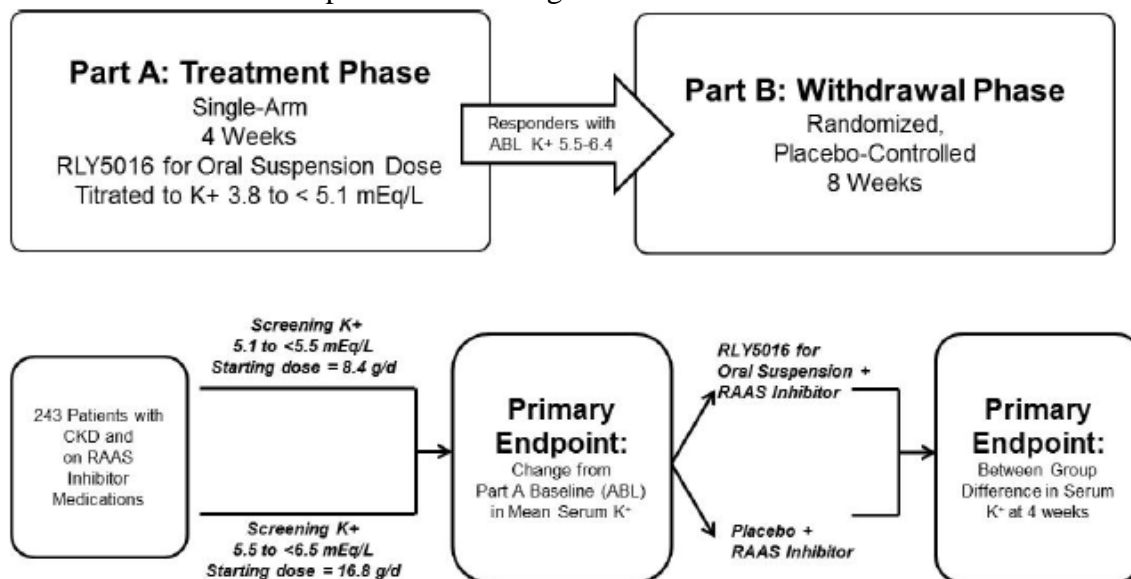 Part A: Treatment Phase
Single-Arm
4 Weeks
RLY5016 for Oral Suspension Dose
Titrated to K+ 3.8 to < 5.1 mEq/L
Responders with
ABL K+ 5.5-6.4
Part B: Withdrawal Phase
Randomized,
Placebo-Controlled
8 Weeks
243 Patients with
CKD and
on RAAS
Inhibitor
Medications
Screening K+
5.1 to <5.5 mEq/L
Starting dose = 8.4 g/d
Screening K+
5.5 to <6.5 mEq/L
Starting dose = 16.8 g/d
Primary
Endpoint:
Change from
Part A Baseline (ABL)
in Mean Serum K+
RLY5016 for
Oral Suspension +
RAAS Inhibitor
Placebo +
RAAS Inhibitor
Primary
Endpoint:
Between Group
Difference in Serum
K+ at 4 weeks